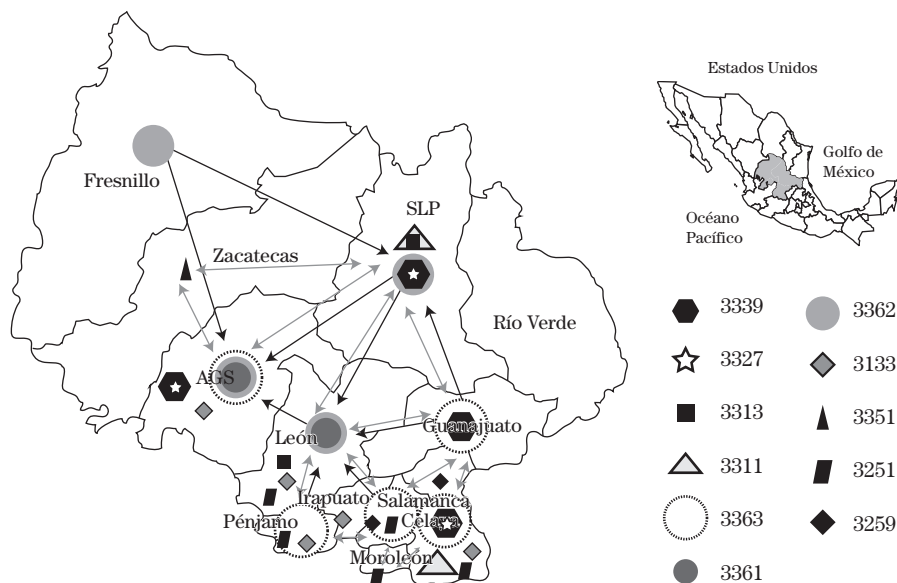 Estados Unidos
Golfo de
México
Océano
Pacífico
Fresnillo
SLP
Zacatecas
Río Verde
AGS
León
Guanajuato
Irapuato
Salamanca
Pénjamo
Celaya
Moroleón
3339
3362
3327
3133
3313
3351
3311
3251
3363
3259
3361